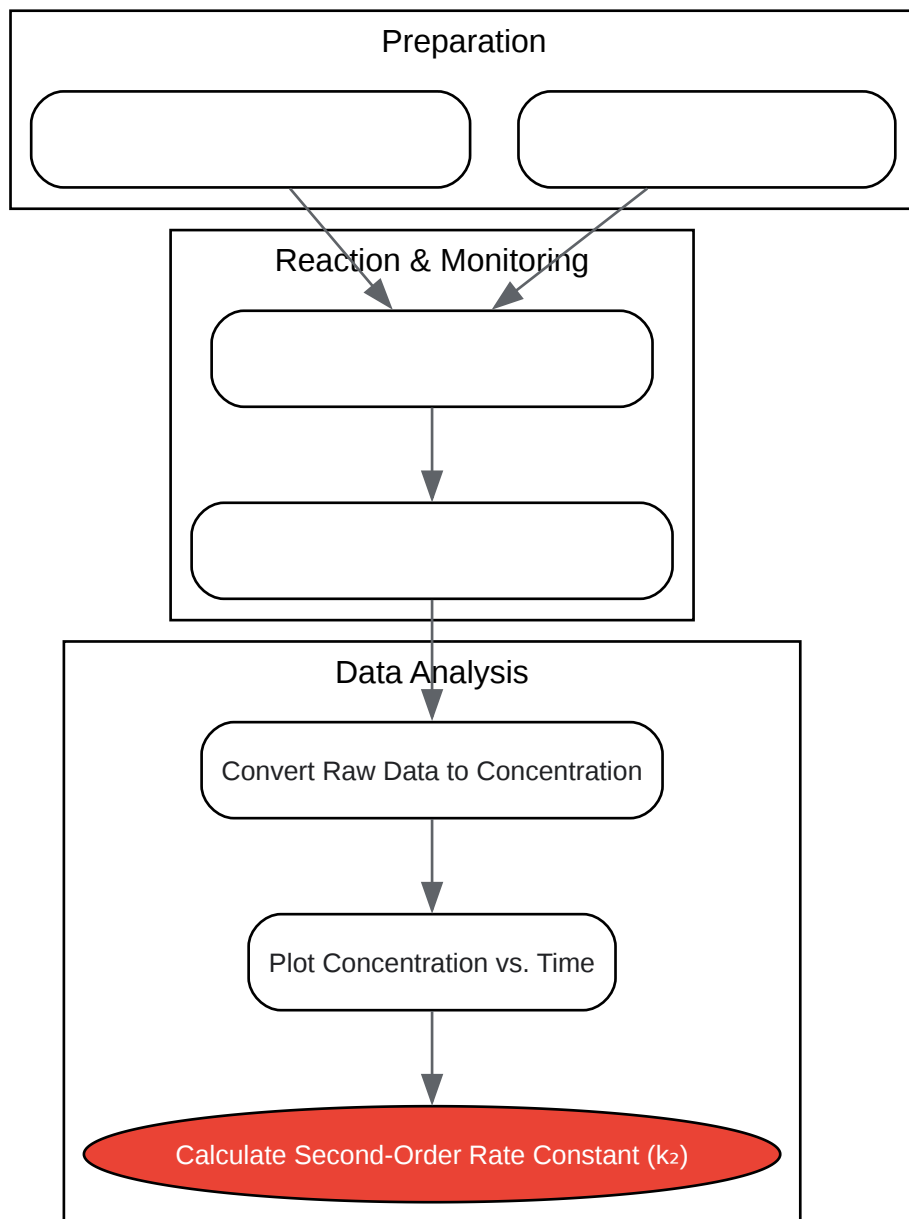 Preparation
Reaction & Monitoring
Data Analysis
Convert Raw Data to Concentration
Plot Concentration vs. Time
Calculate Second-Order Rate Constant (k₂)